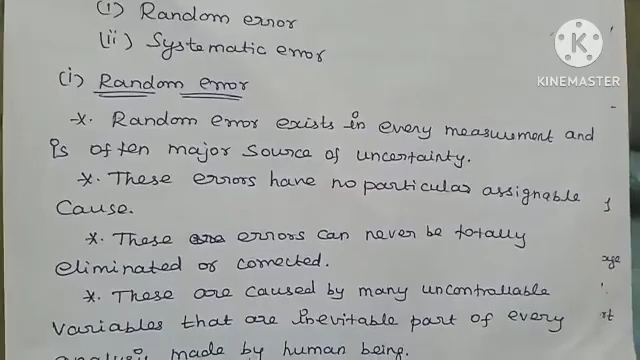 (i) Random error
(ii) Systematic error
(i) Random error
*. Random error exists in every measurement and
is often major source of uncertainty.
*. These errors have no particular assignable
Cause.
*. These are errors can never be totally
eliminated or corrected.
*. These are caused by many uncontrollable
Variables that are inevitable part of every
analysis made by human being.
KINEMASTER